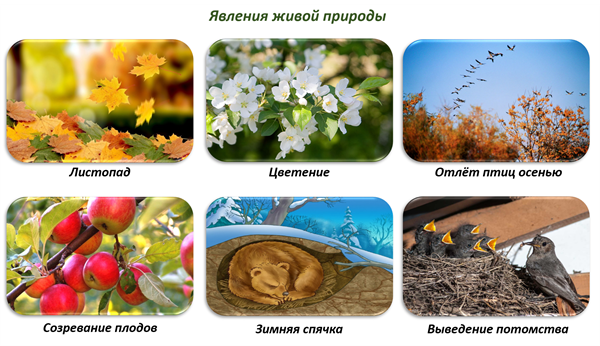 Явления живой природы
Листопад
Цветение
Отлёт птиц осенью
Созревание плодов
Зимняя спячка
Выведение потомства